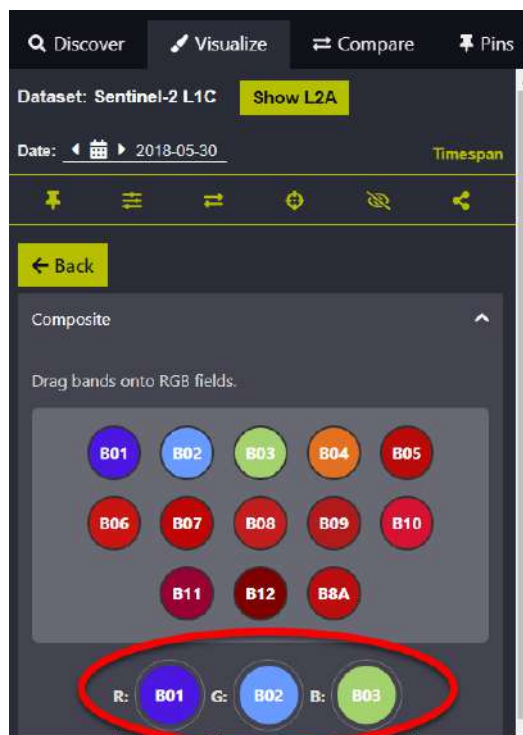 Discover Visualize Compare Pins
Dataset: Sentinel-2 L1C Show L2A
Date: 2018-05-30 Timespan
Back
Composite
Drag bands onto RGB fields.
B01 B02 B03 B04 B05
B06 B07 B08 B09 B10
B11 B12 B8A
R: B01 G: B02 B: B03